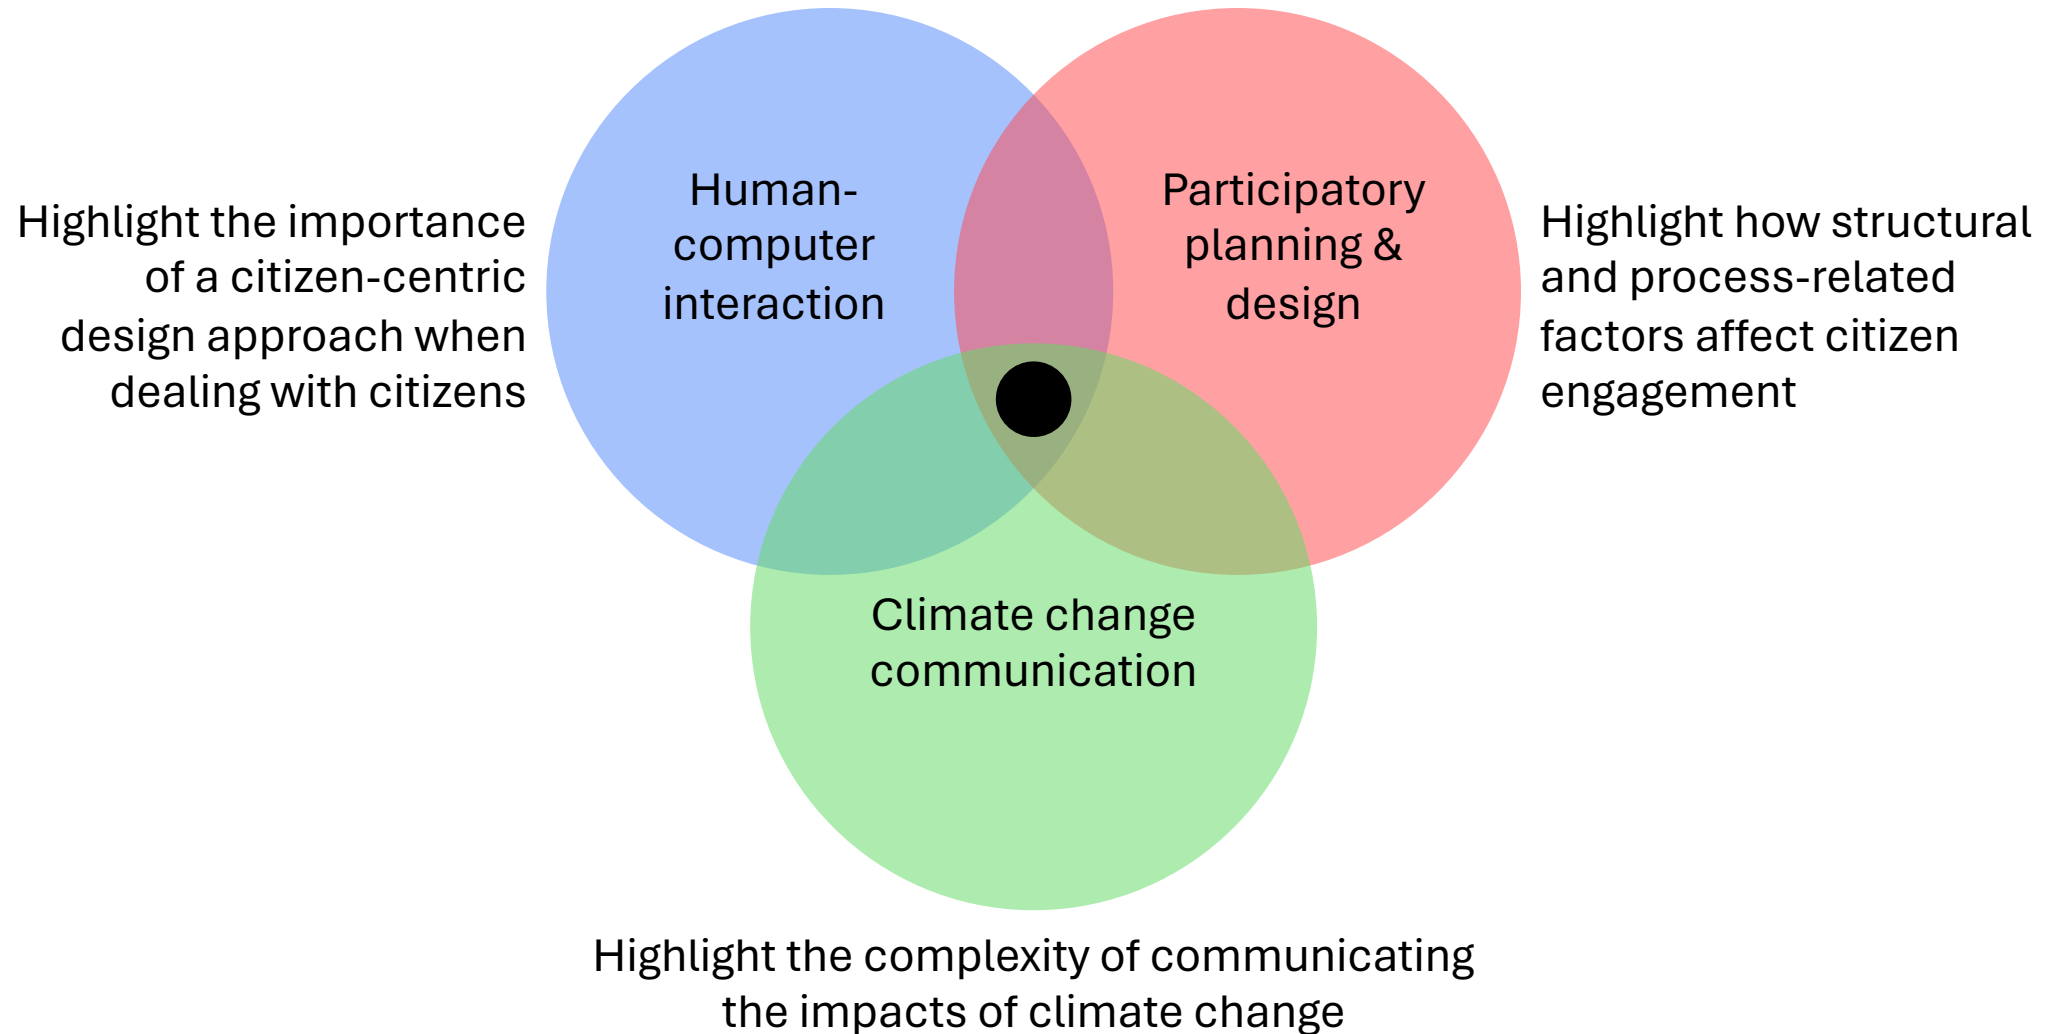 Human-
computer
interaction
Participatory
planning &
design
Highlight the importance
of a citizen-centric
design approach when
dealing with citizens
Highlight how structural
and process-related
factors affect citizen
engagement
Climate change
communication
Highlight the complexity of communicating
the impacts of climate change